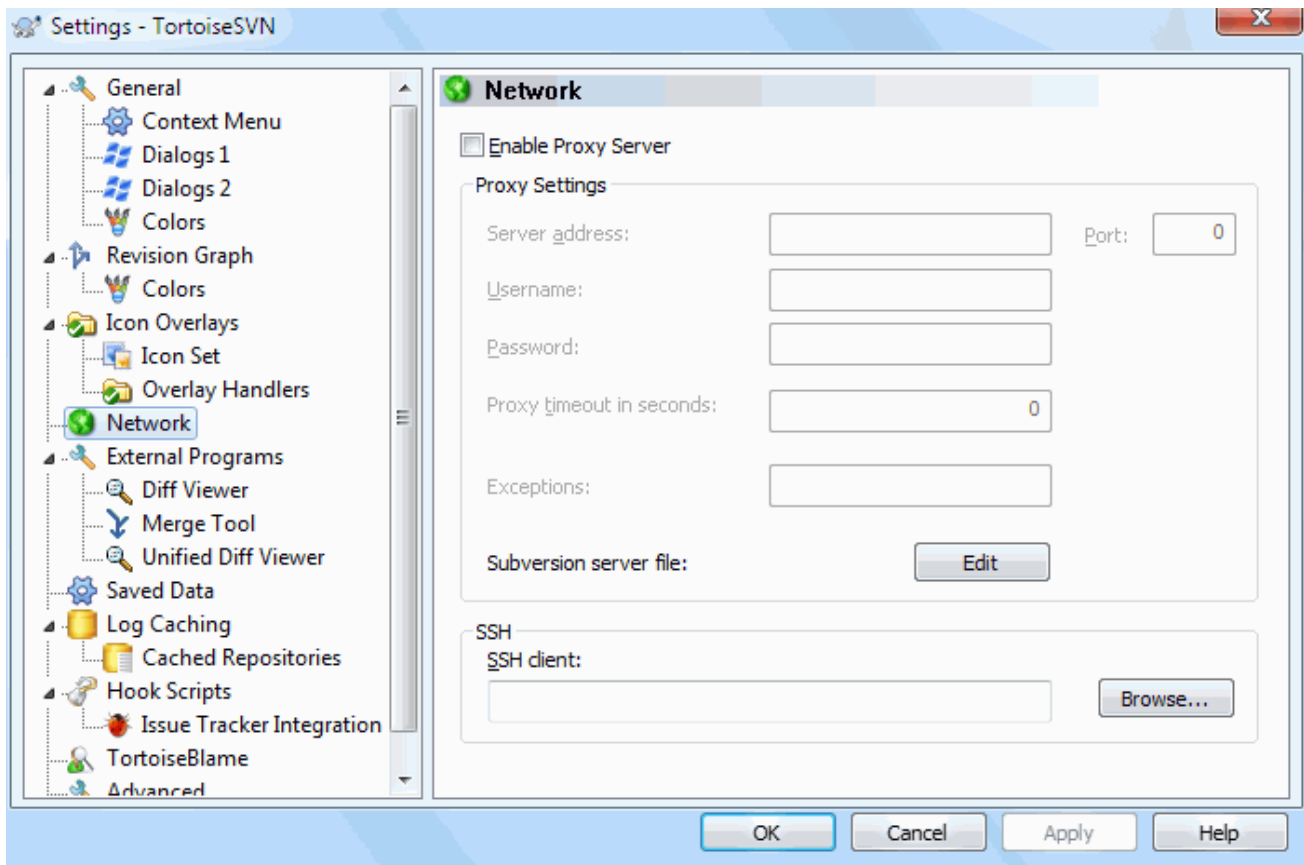 Settings - TortoiseSVN
General
Context Menu
Dialogs 1
Dialogs 2
Colors
Revision Graph
Colors
Icon Overlays
Icon Set
Overlay Handlers
Network
External Programs
Diff Viewer
Merge Tool
Unified Diff Viewer
Saved Data
Log Caching
Cached Repositories
Hook Scripts
Issue Tracker Integration
TortoiseBlame
Advanced
Network
Enable Proxy Server
Proxy Settings
Server address:
Port: 0
Username:
Password:
Proxy timeout in seconds: 0
Exceptions:
Subversion server file: Edit
SSH
SSH client:
Browse...
OK Cancel Apply Help